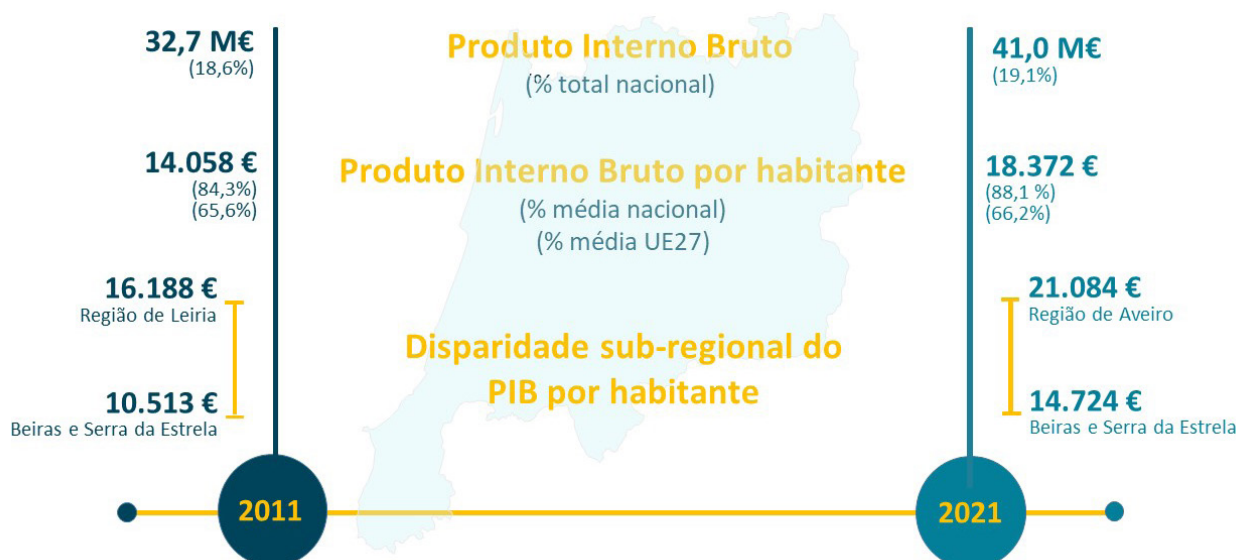 32,7 M€
(18,6%)
Produto Interno Bruto
(% total nacional)
41,0 M€
(19,1%)
14.058 €
(84,3%)
(65,6%)
Produto Interno Bruto por habitante
(% média nacional)
(% média UE27)
18.372 €
(88,1 %)
(66,2%)
16.188 €
Região de Leiria
21.084 €
Região de Aveiro
Disparidade sub-regional do
PIB por habitante
10.513 €
Beiras e Serra da Estrela
14.724 €
Beiras e Serra da Estrela
2011
2021